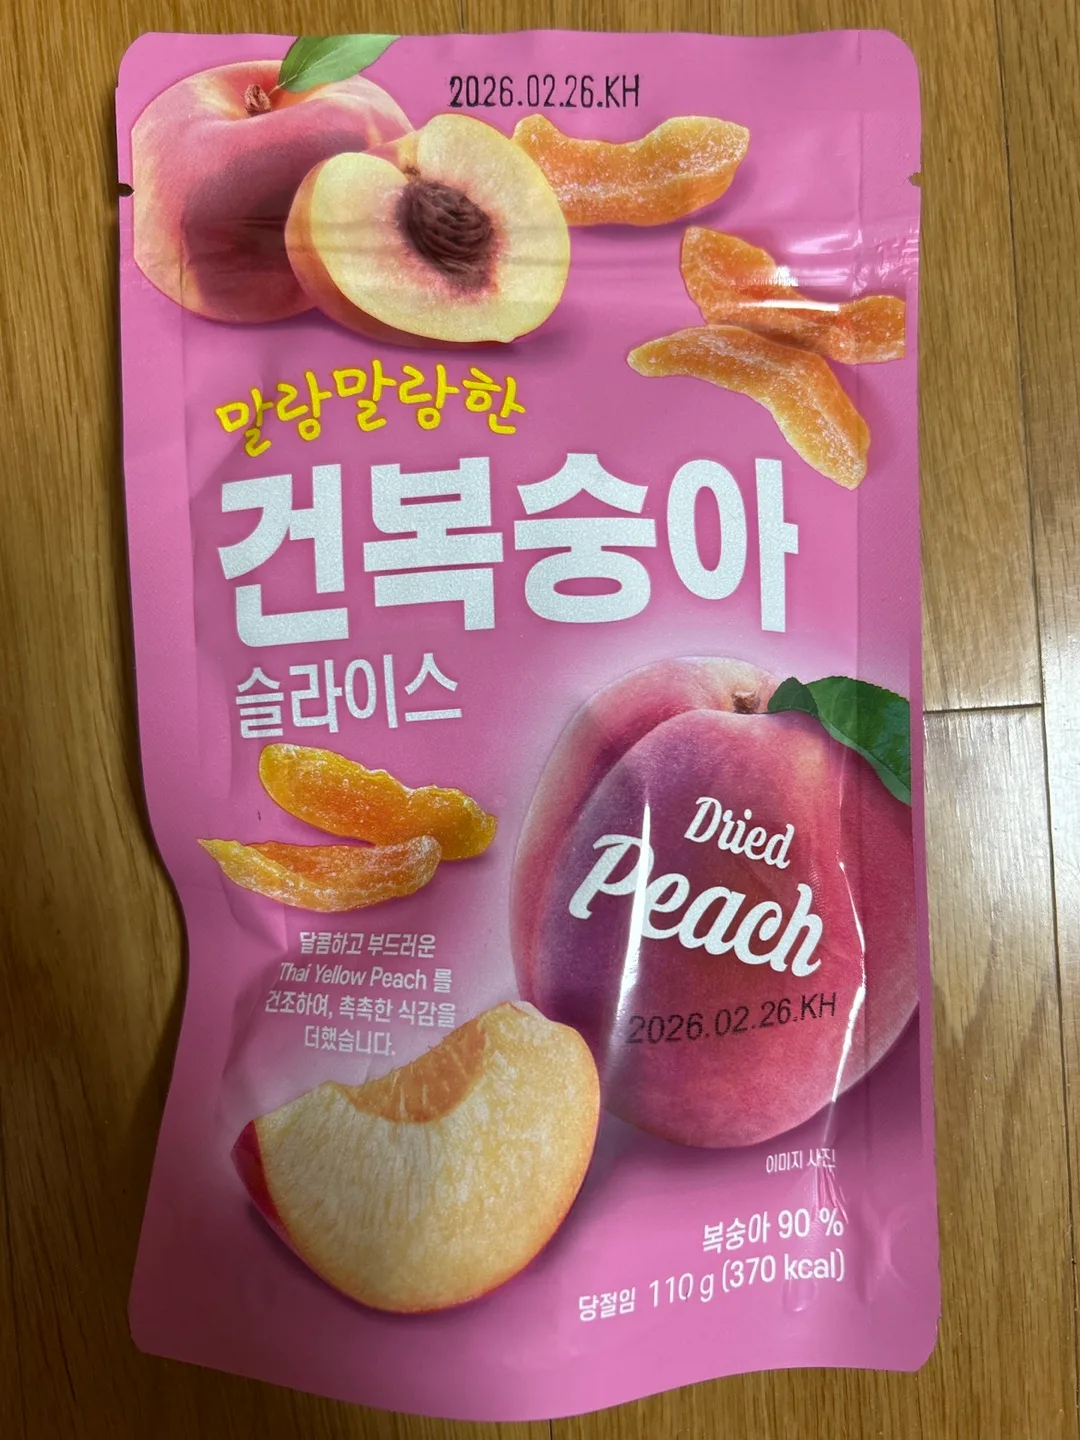 2026.02.26.KH
말랑말랑한
건복숭아
슬라이스
Dried
Peach
2026.02.26.KH
달콤하고 부드러운
Thai Yellow Peach 를
건조하여, 촉촉한 식감을
더했습니다.
이미지 사진
복숭아 90 %
당절임 110 g (370 kcal)